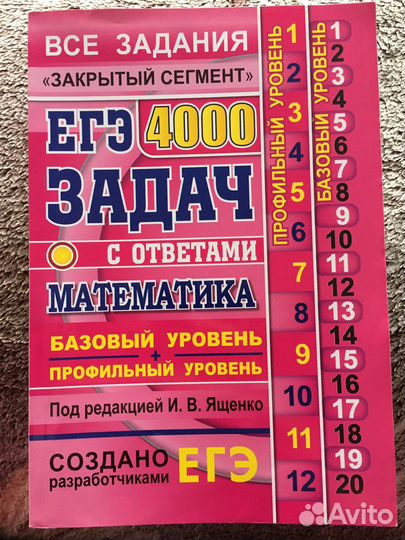 ВСЕ ЗАДАНИЯ
«ЗАКРЫТЫЙ СЕГМЕНТ»
ЕГЭ 4000
ЗАДАЧ
С ОТВЕТАМИ
МАТЕМАТИКА
БАЗОВЫЙ УРОВЕНЬ
+
ПРОФИЛЬНЫЙ УРОВЕНЬ
Под редакцией И. В. Ященко
СОЗДАНО
разработчиками ЕГЭ
ПРОФИЛЬНЫЙ УРОВЕНЬ
1
2
3
4
5
6
7
8
9
10
11
12
БАЗОВЫЙ УРОВЕНЬ
1
2
3
4
5
6
7
8
9
10
11
12
13
14
15
16
17
18
19
20
Avito